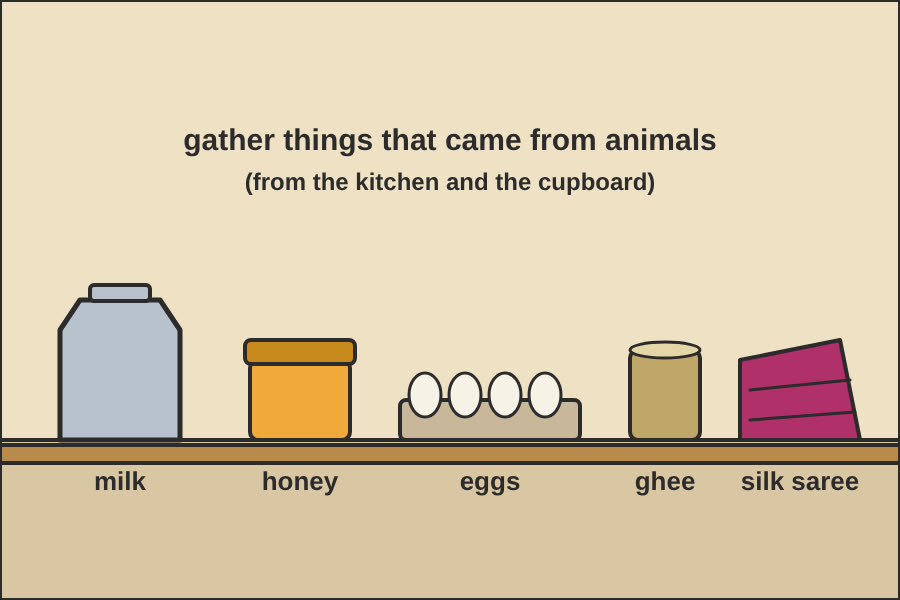 gather things that came from animals
(from the kitchen and the cupboard)
milk honey eggs ghee silk saree